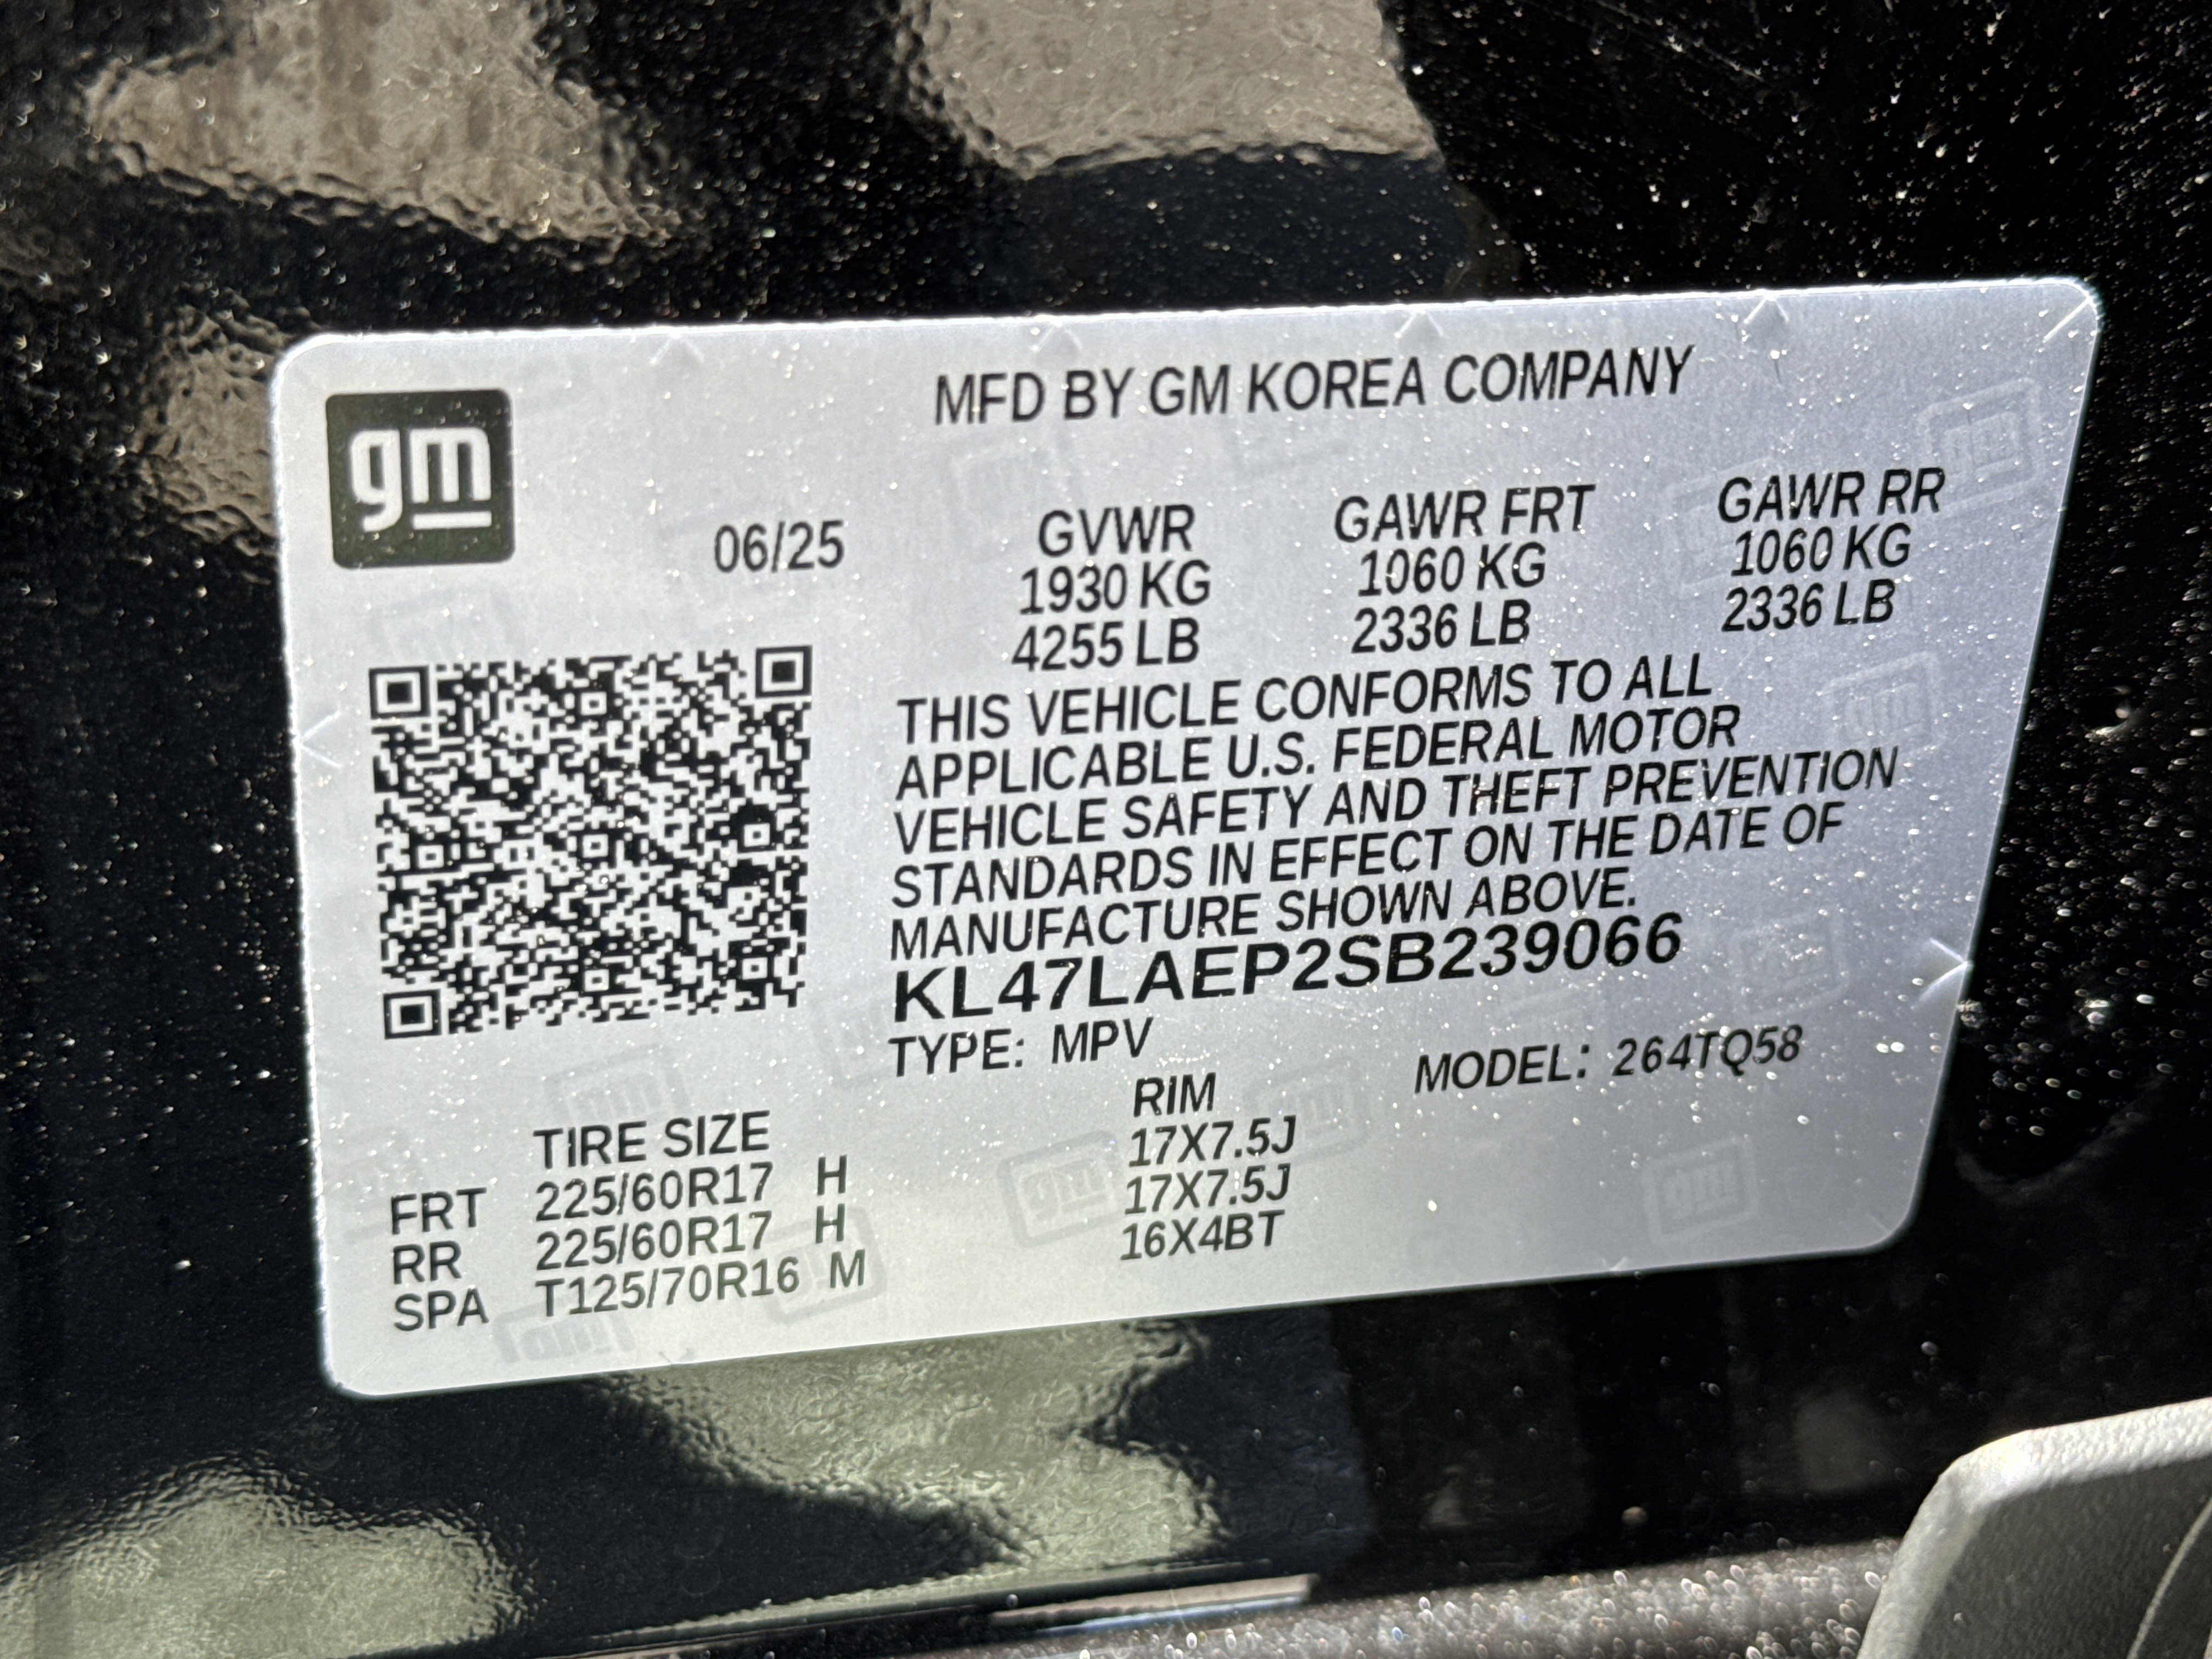 gm
MFD BY GM KOREA COMPANY
06/25
GVWR GAWR FRT GAWR RR
1930 KG 1060 KG 1060 KG
4255 LB 2336 LB 2336 LB
THIS VEHICLE CONFORMS TO ALL
APPLICABLE U.S. FEDERAL MOTOR
VEHICLE SAFETY AND THEFT PREVENTION
STANDARDS IN EFFECT ON THE DATE OF
MANUFACTURE SHOWN ABOVE.
KL47LAEP2SB239066
TYPE: MPV MODEL: 264TQ58
TIRE SIZE RIM
FRT 225/60R17 H 17X7.5J
RR 225/60R17 H 17X7.5J
SPA T125/70R16 M 16X4BT